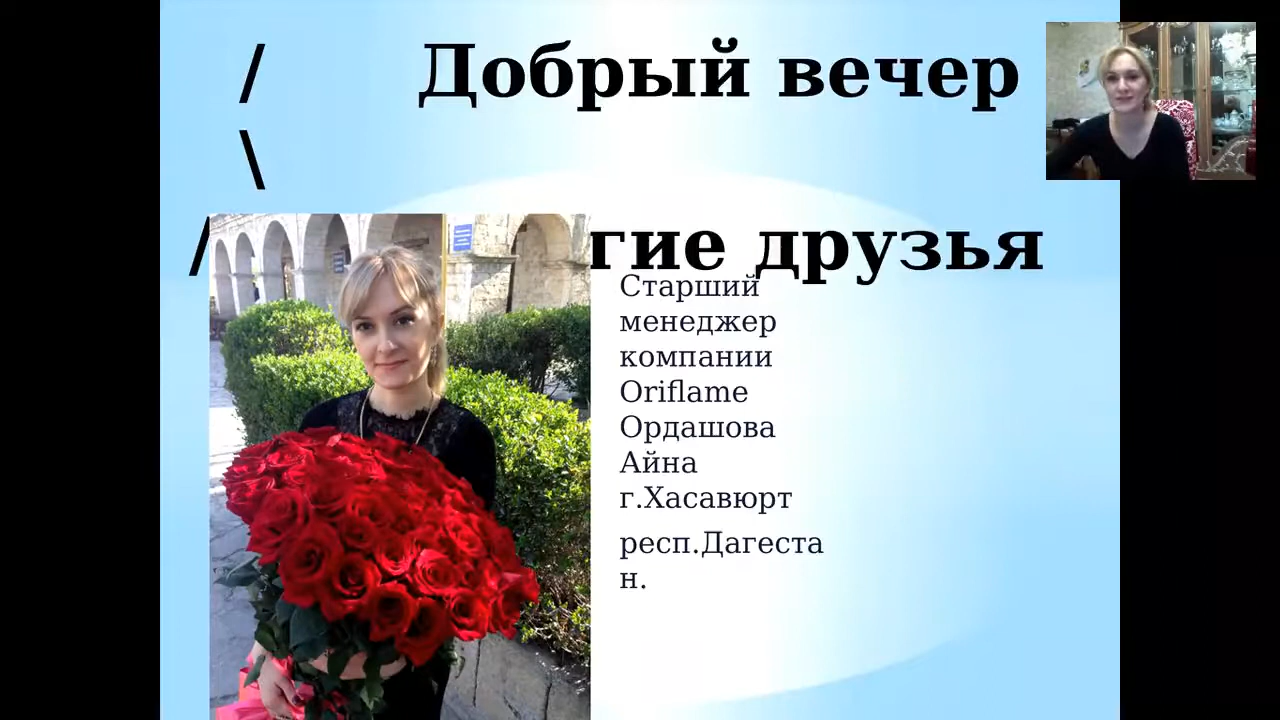 / Добрый вечер
\
/ гие друзья
Старший
менеджер
компании
Oriflame
Ордашова
Айна
г.Хасавюрт
респ.Дагеста
н.